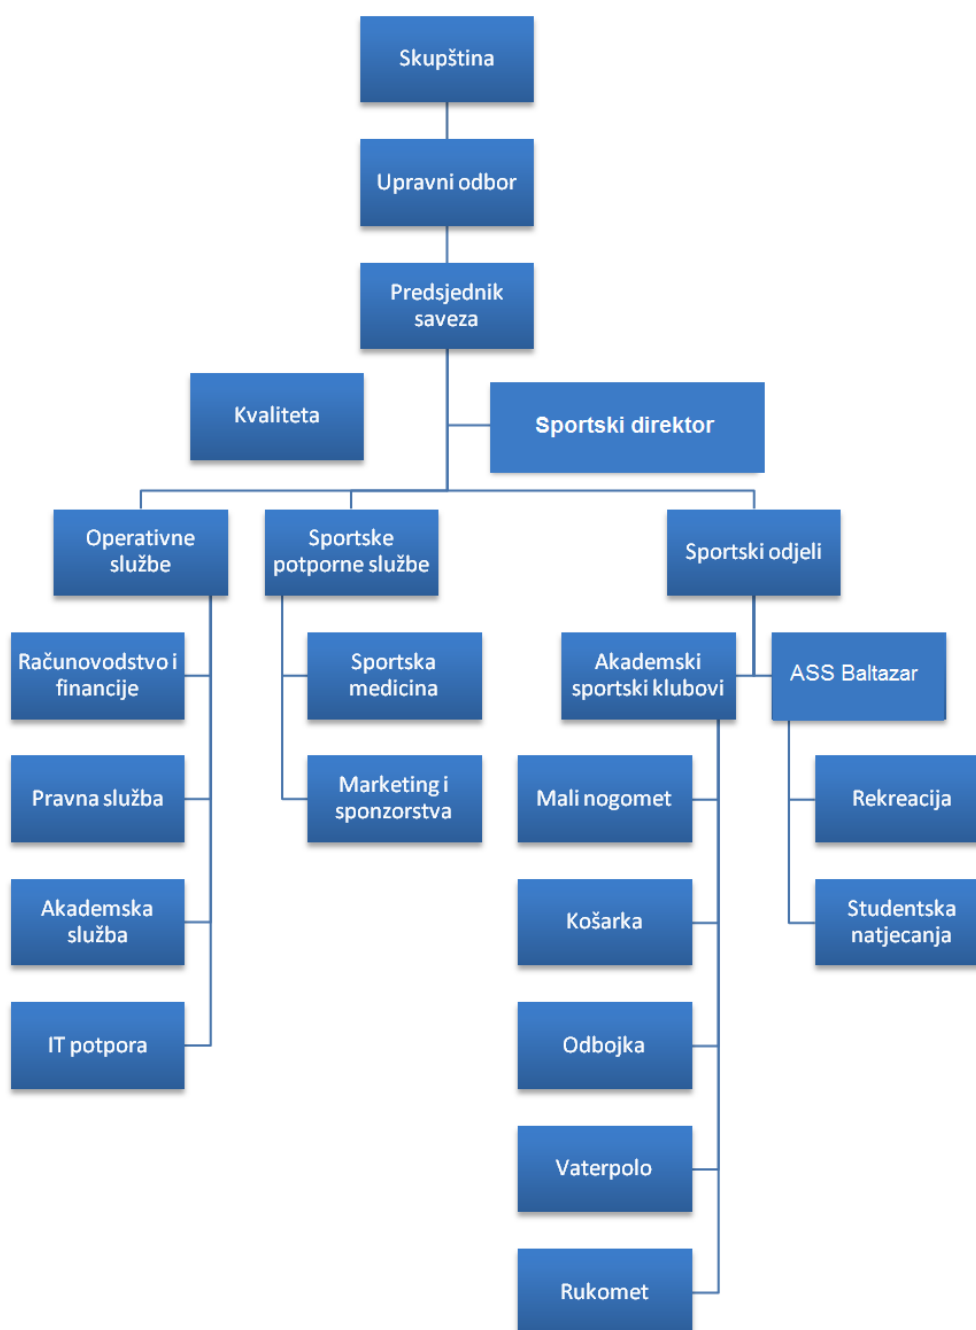 Skupština
Upravni odbor
Predsjednik
saveza
Kvaliteta
Sportski direktor
Operativne
službe
Sportske
potporne službe
Sportski odjeli
Računovodstvo i
financije
Pravna služba
Akademska
služba
IT potpora
Sportska
medicina
Marketing i
sponzorstva
Akademski
sportski klubovi
Mali nogomet
Košarka
Odbojka
Vaterpolo
Rukomet
ASS Baltazar
Rekreacija
Studentska
natjecanja